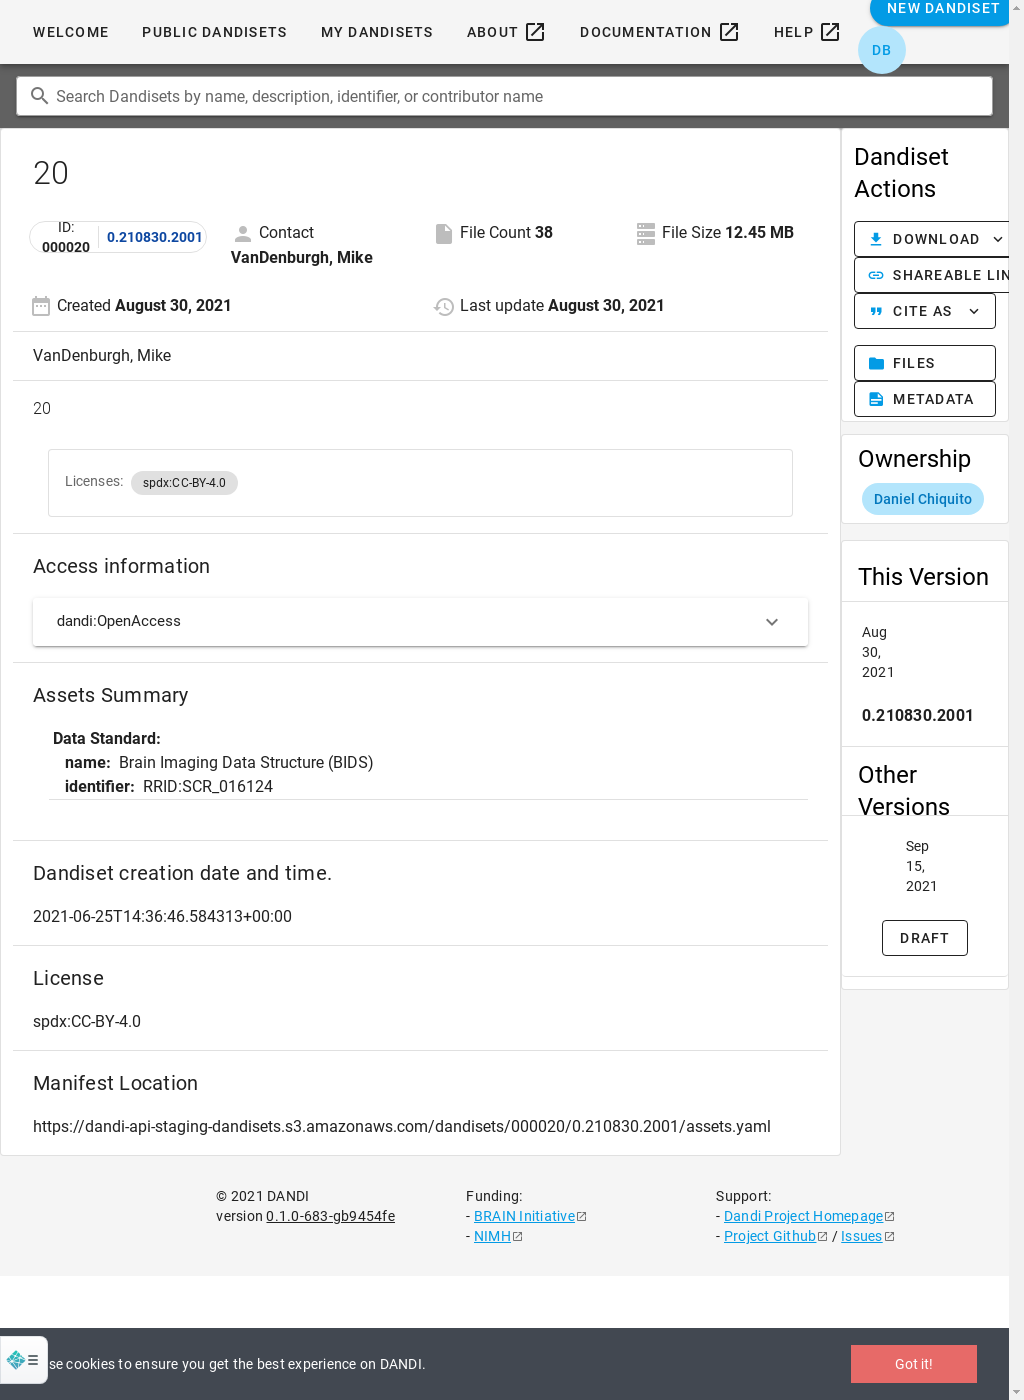 WELCOME PUBLIC DANDISETS MY DANDISETS ABOUT DOCUMENTATION HELP NEW DANDISET
DB
Search Dandisets by name, description, identifier, or contributor name
20
ID: 000020 0.210830.2001
Contact VanDenburgh, Mike
File Count 38
File Size 12.45 MB
Created August 30, 2021
Last update August 30, 2021
VanDenburgh, Mike
20
Licenses: spdx:CC-BY-4.0
Access information
dandi:OpenAccess
Assets Summary
Data Standard:
name: Brain Imaging Data Structure (BIDS)
identifier: RRID:SCR_016124
Dandiset creation date and time.
2021-06-25T14:36:46.584313+00:00
License
spdx:CC-BY-4.0
Manifest Location
https://dandi-api-staging-dandisets.s3.amazonaws.com/dandisets/000020/0.210830.2001/assets.yaml
Dandiset
Actions
DOWNLOAD
SHAREABLE LIN
CITE AS
FILES
METADATA
Ownership
Daniel Chiquito
This Version
Aug
30,
2021
0.210830.2001
Other
Versions
Sep
15,
2021
DRAFT
© 2021 DANDI
version 0.1.0-683-gb9454fe
Funding:
- BRAIN Initiative
- NIMH
Support:
- Dandi Project Homepage
- Project Github / Issues
se cookies to ensure you get the best experience on DANDI.
Got it!